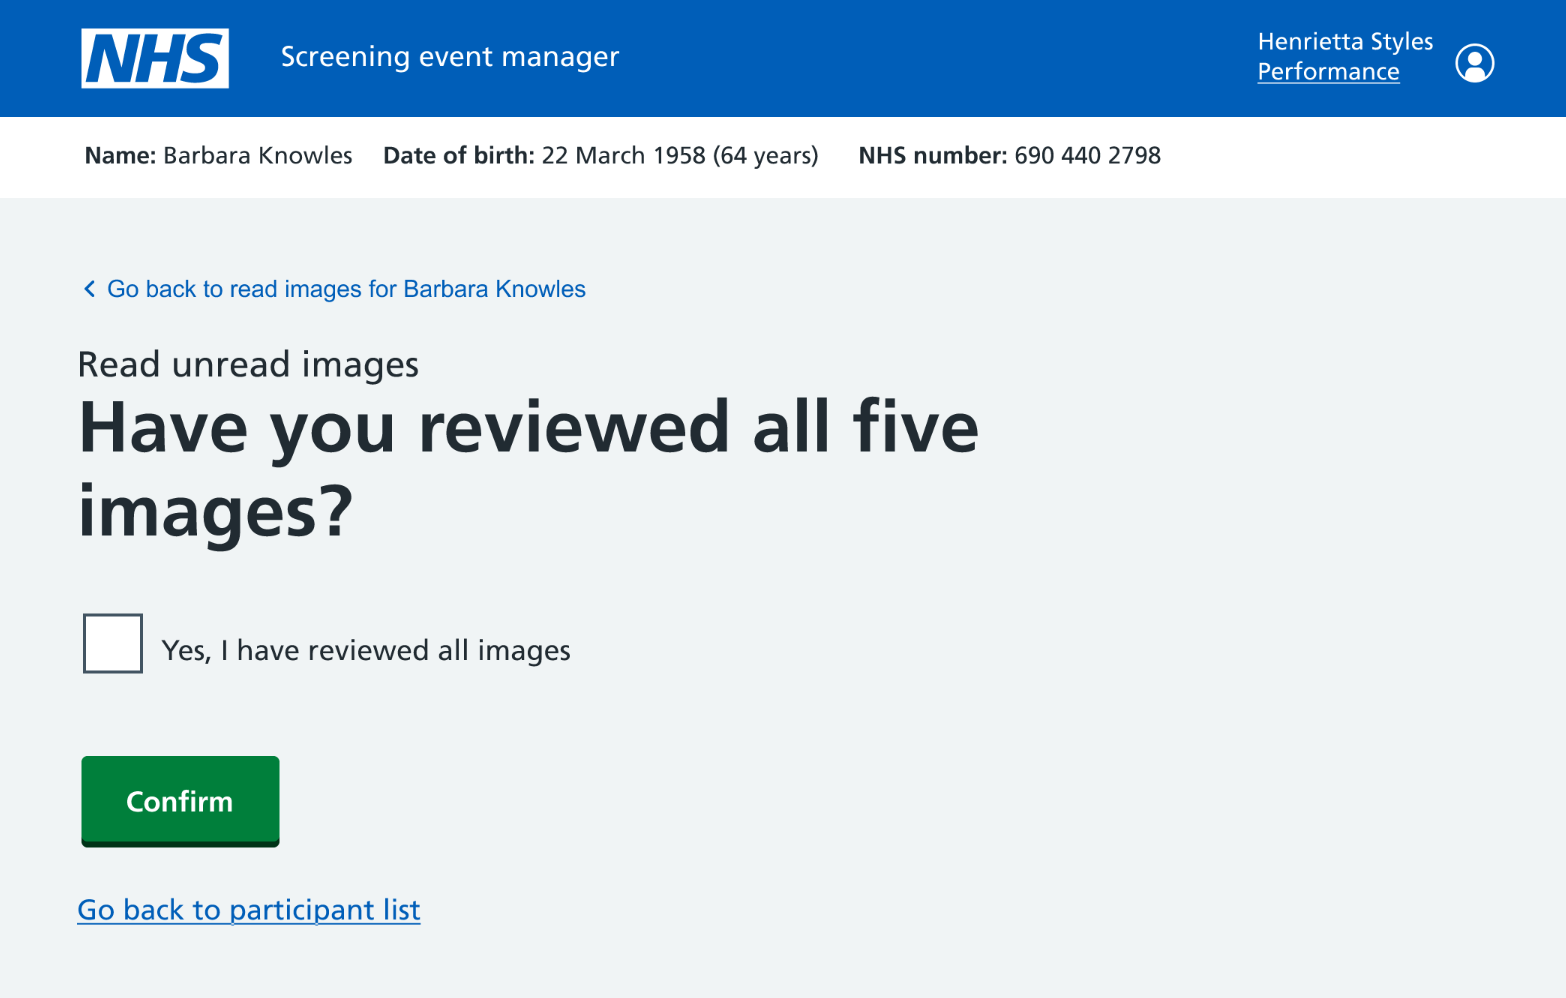 NHS
Screening event manager
Henrietta Styles
Performance
Name: Barbara Knowles Date of birth: 22 March 1958 (64 years) NHS number: 690 440 2798
Go back to read images for Barbara Knowles
Read unread images
Have you reviewed all five
images?
Yes, I have reviewed all images
Confirm
Go back to participant list